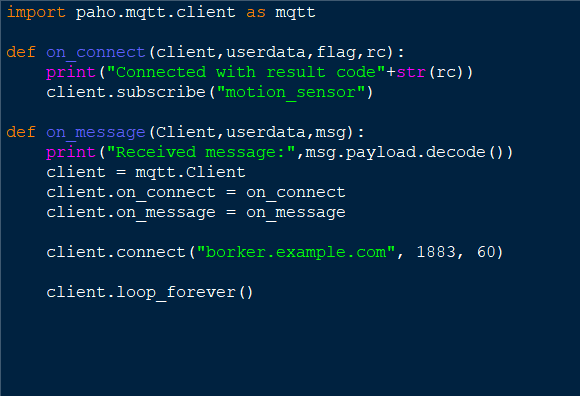 import paho.mqtt.client as mqtt
def on_connect(client,userdata,flag,rc):
    print("Connected with result code"+str(rc))
    client.subscribe("motion_sensor")
def on_message(Client,userdata,msg):
    print("Received message:",msg.payload.decode())
    client = mqtt.Client
    client.on_connect = on_connect
    client.on_message = on_message
    client.connect("borker.example.com", 1883, 60)
    client.loop_forever()